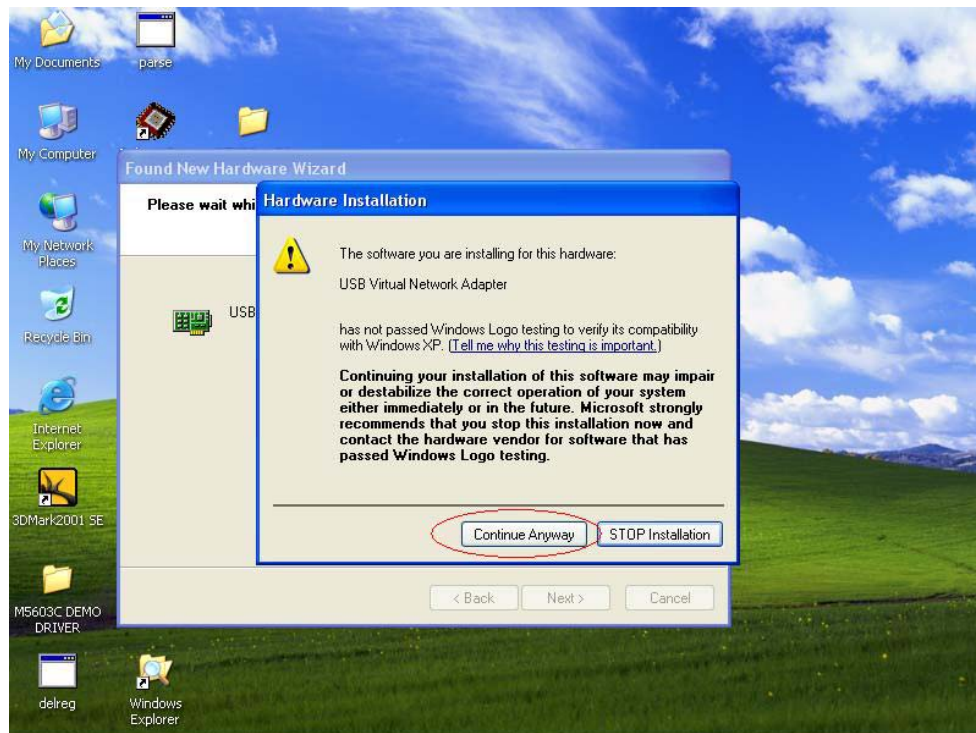 My Documents
parse
My Computer
Found New Hardware Wizard
Please wait whi
Hardware Installation
The software you are installing for this hardware:
USB Virtual Network Adapter
has not passed Windows Logo testing to verify its compatibility
with Windows XP. (Tell me why this testing is important.)
Continuing your installation of this software may impair
or destabilize the correct operation of your system
either immediately or in the future. Microsoft strongly
recommends that you stop this installation now and
contact the hardware vendor for software that has
passed Windows Logo testing.
Continue Anyway
STOP Installation
USB
< Back
Next >
Cancel
My Network
Places
Recycle Bin
Internet
Explorer
3DMark2001 SE
M5603C DEMO
DRIVER
delreg
Windows
Explorer